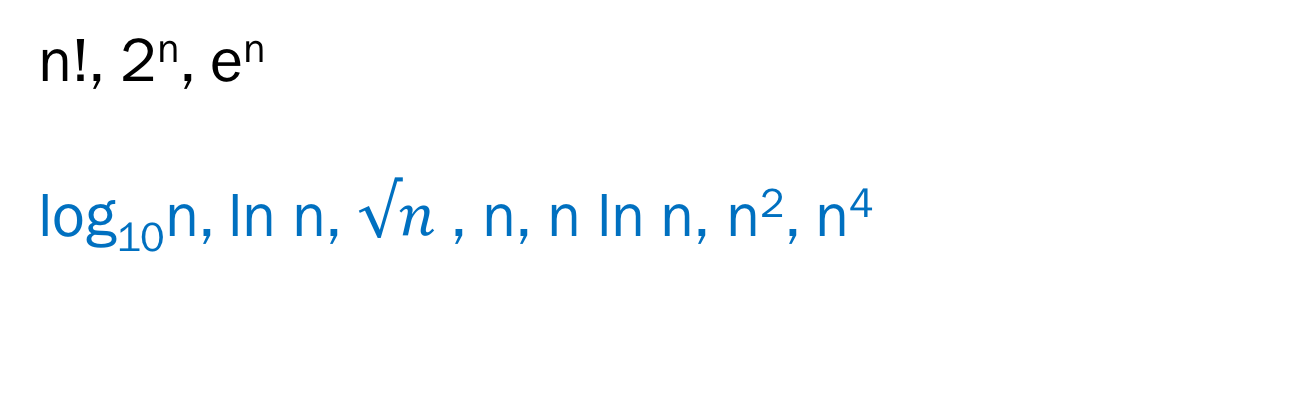 n!, 2ⁿ, eⁿ
log₁₀n, ln n, √n , n, n ln n, n², n⁴